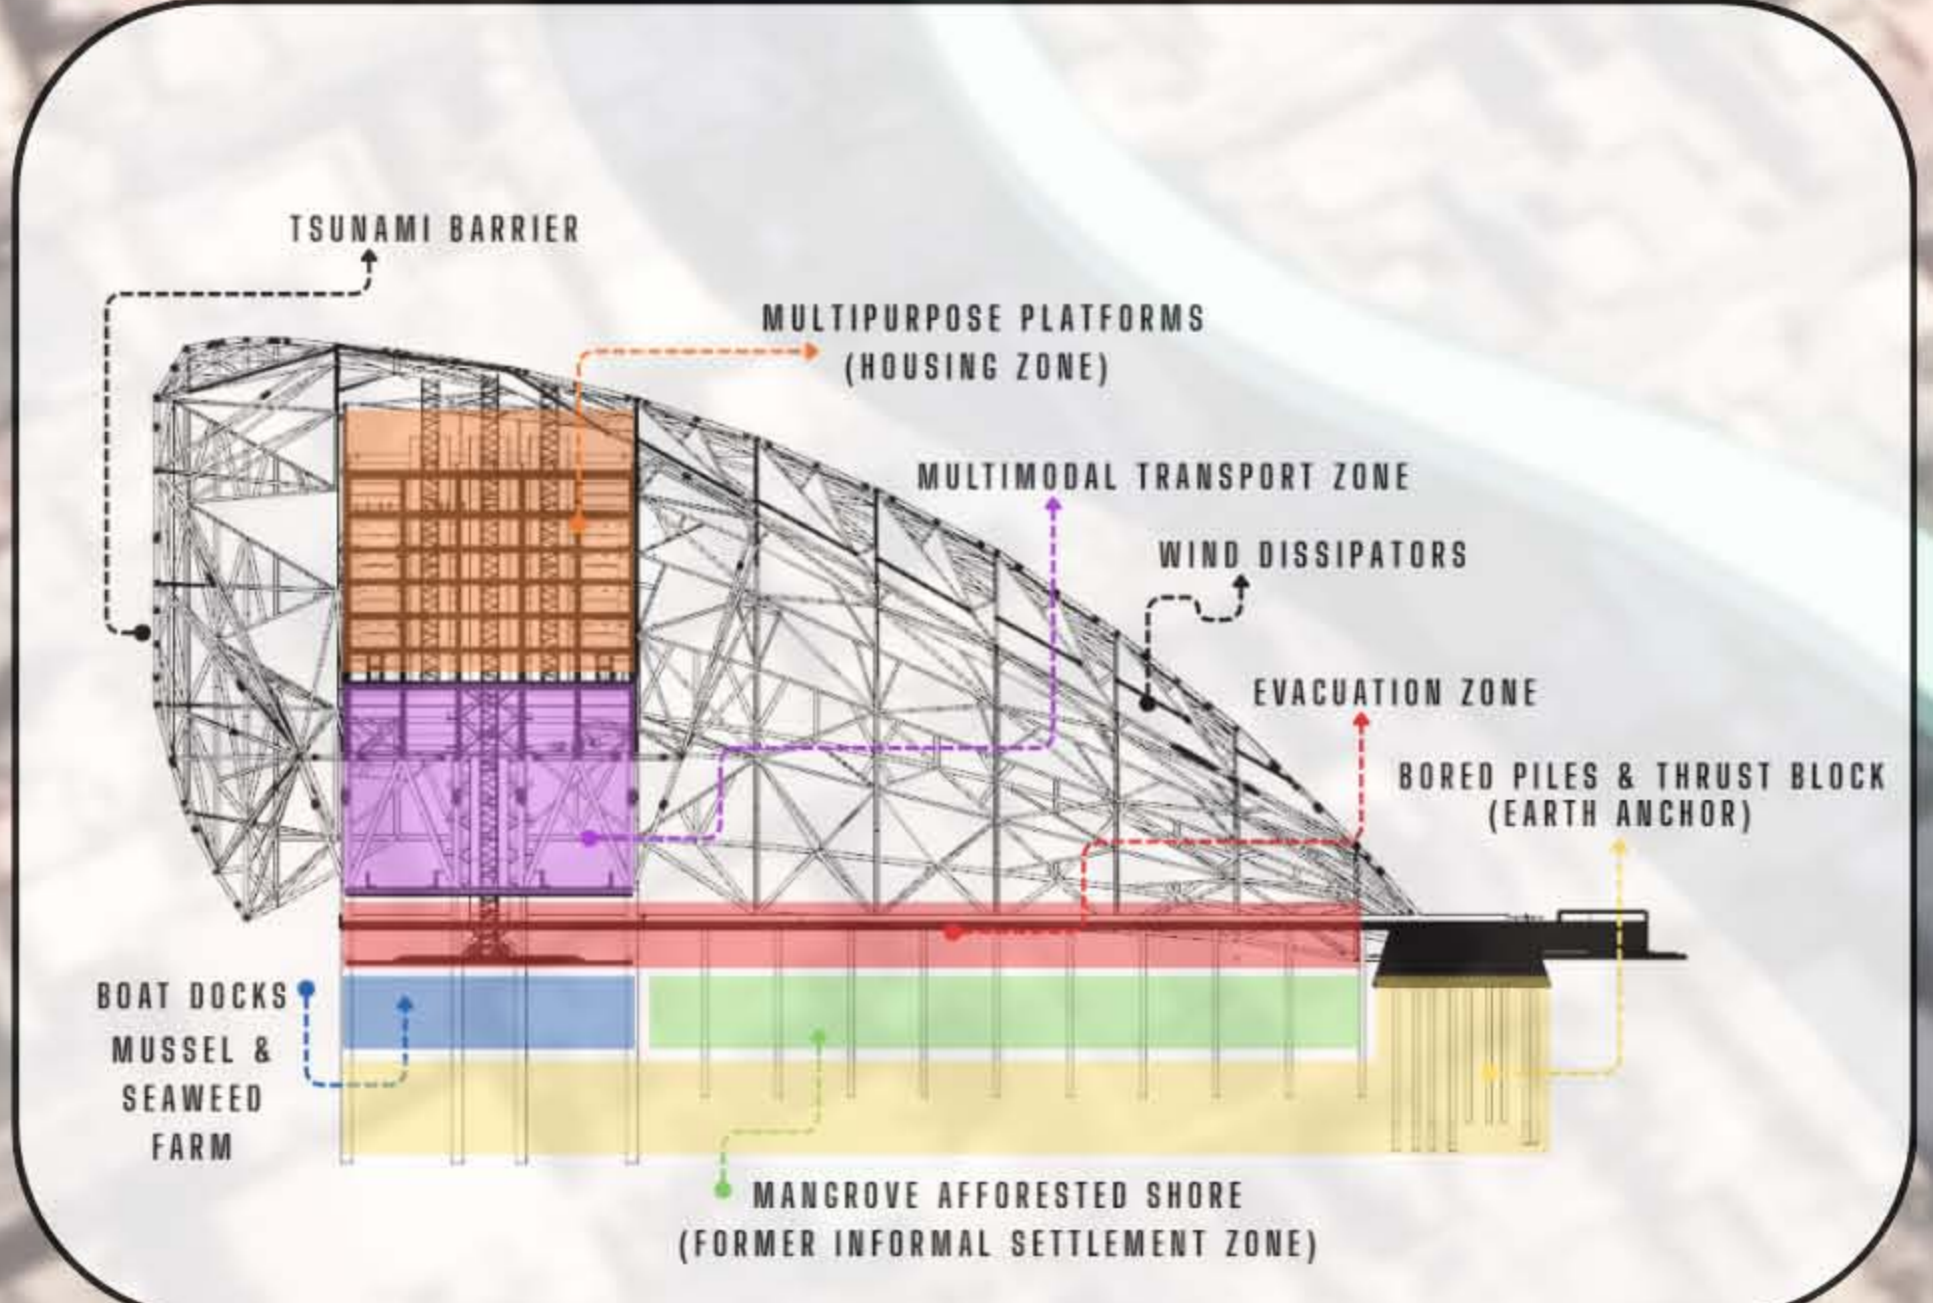 TSUNAMI BARRIER
MULTIPURPOSE PLATFORMS
(HOUSING ZONE)
MULTIMODAL TRANSPORT ZONE
WIND DISSIPATORS
EVACUATION ZONE
BORED PILES & THRUST BLOCK
(EARTH ANCHOR)
BOAT DOCKS
MUSSEL &
SEAWEED
FARM
MANGROVE AFFORESTED SHORE
(FORMER INFORMAL SETTLEMENT ZONE)